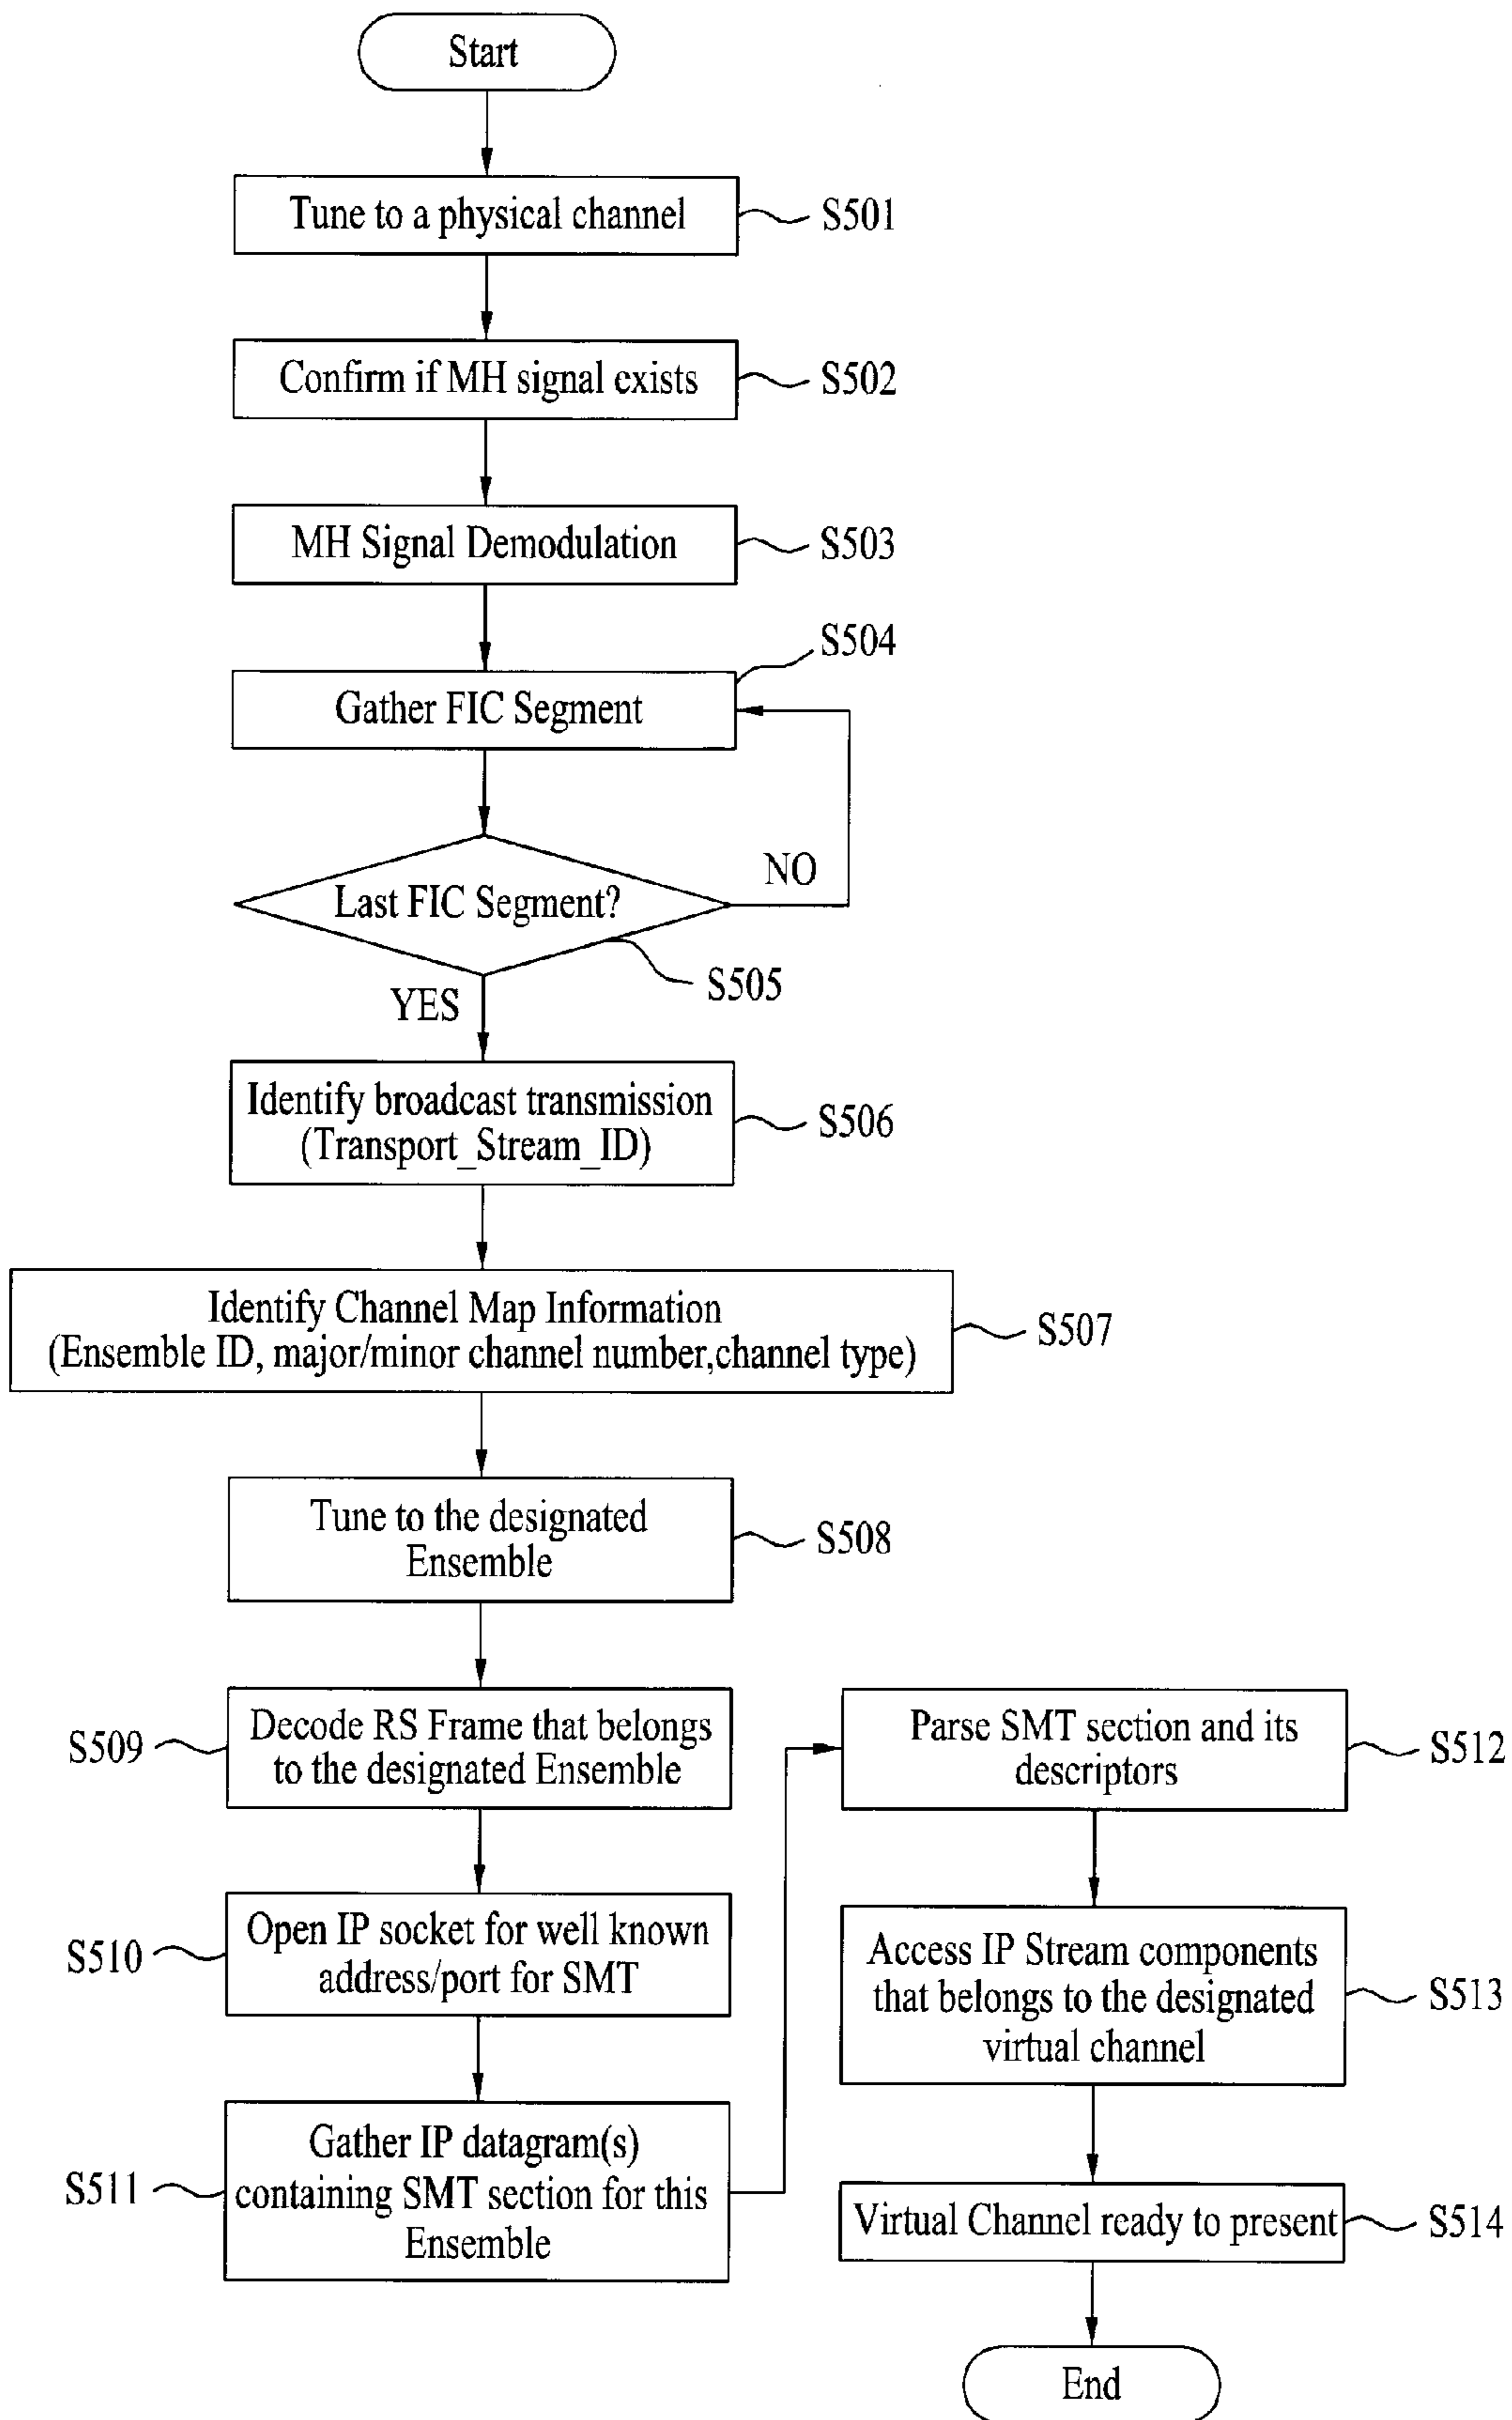 Start
Tune to a physical channel
S501
Confirm if MH signal exists
S502
MH Signal Demodulation
S503
S504
Gather FIC Segment
NO
Last FIC Segment?
S505
YES
Identify broadcast transmission
(Transport_Stream_ID)
S506
Identify Channel Map Information
(Ensemble ID, major/minor channel number,channel type)
S507
Tune to the designated
Ensemble
S508
S509
Decode RS Frame that belongs
to the designated Ensemble
S510
Open IP socket for well known
address/port for SMT
S511
Gather IP datagram(s)
containing SMT section for this
Ensemble
Parse SMT section and its
descriptors
S512
Access IP Stream components
that belongs to the designated
virtual channel
S513
Virtual Channel ready to present
S514
End